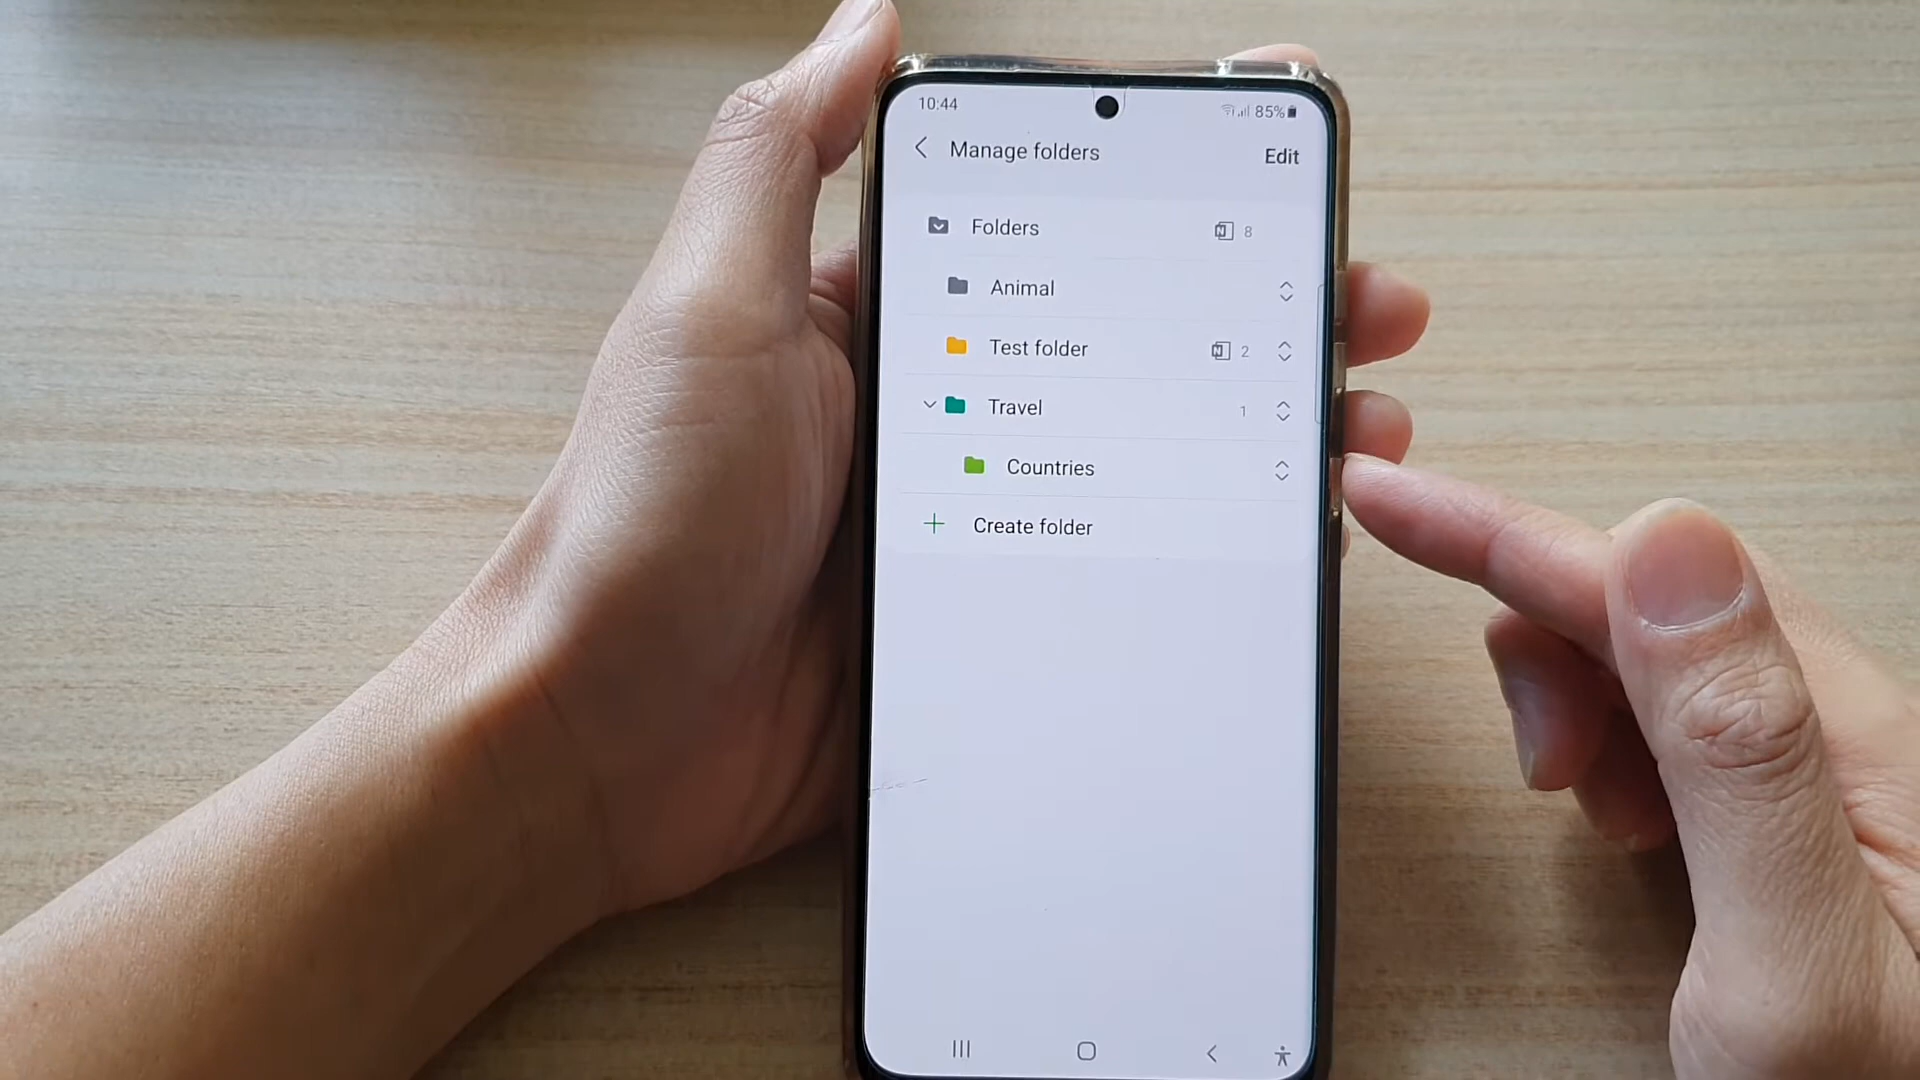 10:44 85%
Manage folders Edit
Folders 8
Animal
Test folder 2
Travel 1
Countries
Create folder